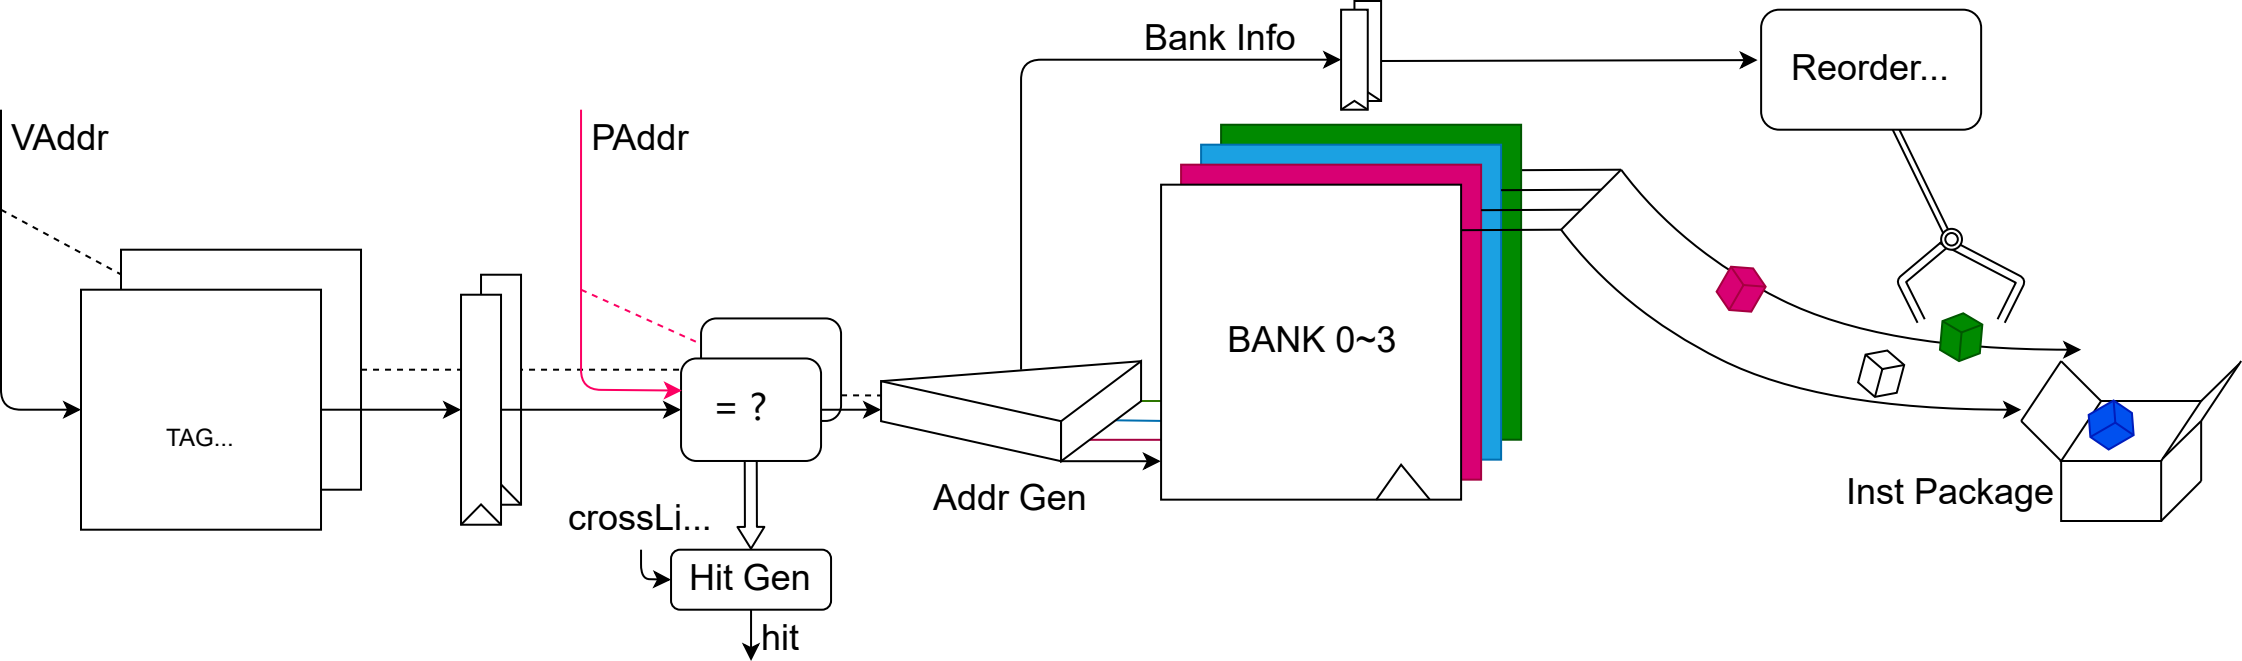 Bank Info
Reorder...
VAddr
PAddr
BANK 0~3
= ?
TAG...
Addr Gen
Inst Package
crossLi...
Hit Gen
hit